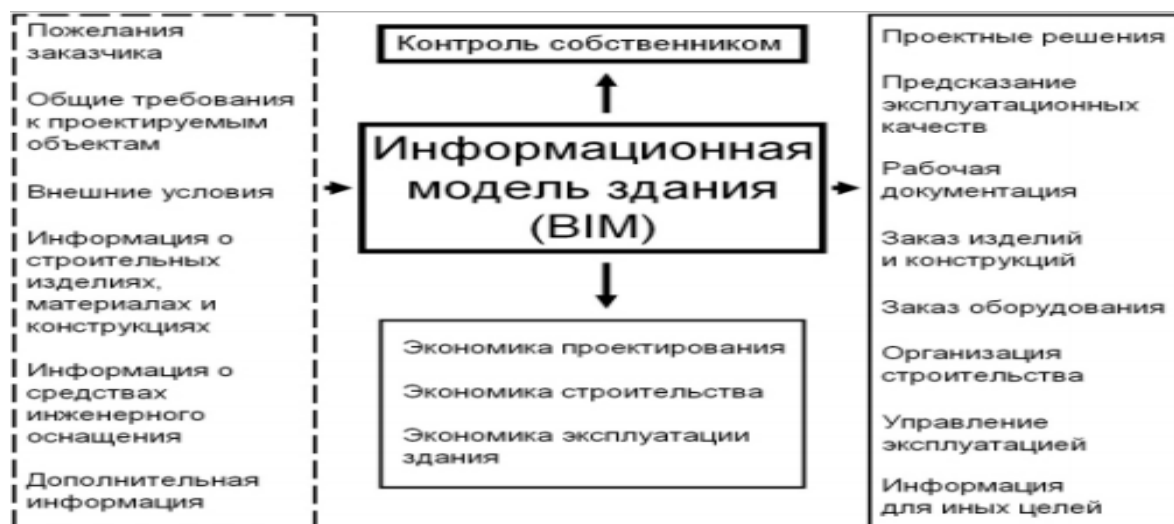 Пожелания
заказчика
Общие требования
к проектируемым
объектам
Внешние условия
Информация о
строительных
изделиях,
материалах и
конструкциях
Информация о
средствах
инженерного
оснащения
Дополнительная
информация
Контроль собственником
Информационная
модель здания
(BIM)
Экономика проектирования
Экономика строительства
Экономика эксплуатации
здания
Проектные решения
Предсказание
эксплуатационных
качеств
Рабочая
документация
Заказ изделий
и конструкций
Заказ оборудования
Организация
строительства
Управление
эксплуатацией
Информация
для иных целей